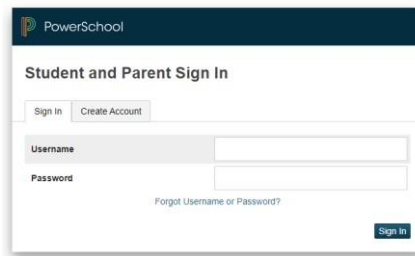 PowerSchool
Student and Parent Sign In
Sign In Create Account
Username
Password
Forgot Username or Password?
Sign In